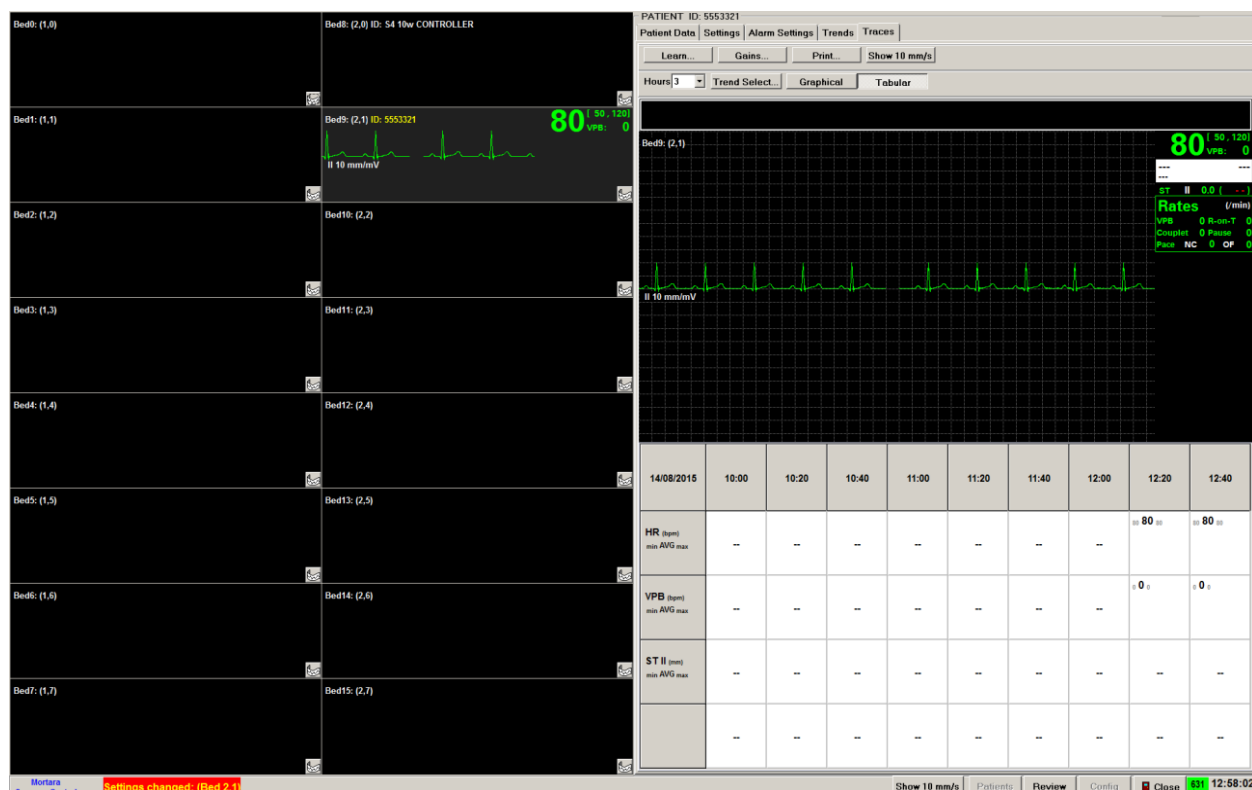 Bed0: (1,0)
Bed8: (2,0) ID: S4 10w CONTROLLER
Bed1: (1,1)
Bed9: (2,1) ID: 5553321
80 [ 50 , 120]
VPB: 0
II 10 mm/mV
Bed2: (1,2)
Bed10: (2,2)
Bed3: (1,3)
Bed11: (2,3)
Bed4: (1,4)
Bed12: (2,4)
Bed5: (1,5)
Bed13: (2,5)
Bed6: (1,6)
Bed14: (2,6)
Bed7: (1,7)
Bed15: (2,7)
PATIENT ID: 5553321
Patient Data Settings Alarm Settings Trends Traces
Learn... Gains... Print... Show 10 mm/s
Hours 3 Trend Select... Graphical Tabular
Bed9: (2,1)
80 [ 50 , 120]
VPB: 0
--- ---
---
ST II 0.0 ( --)
Rates (/min)
VPB 0 R-on-T 0
Couplet 0 Pause 0
Pace NC 0 OF 0
II 10 mm/mV
14/08/2015 10:00 10:20 10:40 11:00 11:20 11:40 12:00 12:20 12:40
HR (bpm) 80 80
min AVG max -- -- -- -- -- -- --
VPB (bpm) 0 0 0 0 0 0
min AVG max -- -- -- -- -- -- --
ST II (mm)
min AVG max -- -- -- -- -- -- -- -- --
-- -- -- -- -- -- -- -- --
Mortara
Settings changed: (Bed 2,1)
Show 10 mm/s Patients Review Config Close 631 12:58:02